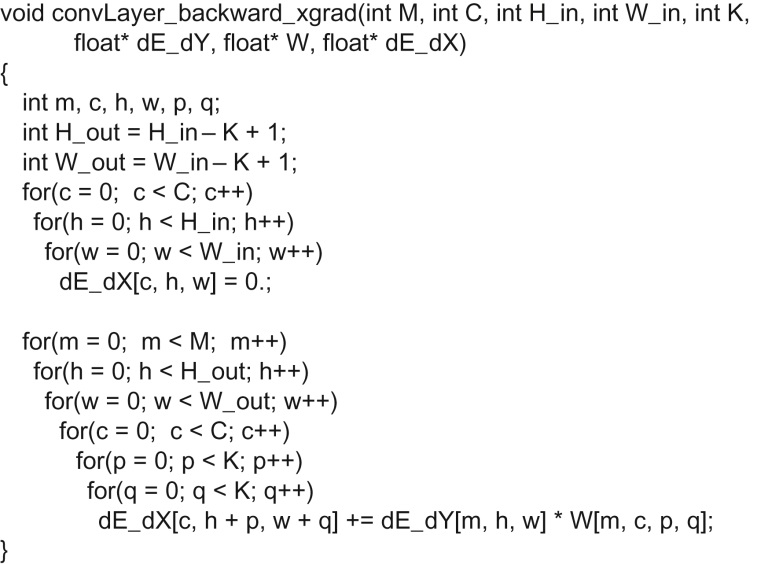 void convLayer_backward_xgrad(int M, int C, int H_in, int W_in, int K,
float* dE_dY, float* W, float* dE_dX)
{
int m, c, h, w, p, q;
int H_out = H_in – K + 1;
int W_out = W_in – K + 1;
for(c = 0; c < C; c++)
for(h = 0; h < H_in; h++)
for(w = 0; w < W_in; w++)
dE_dX[c, h, w] = 0.;
for(m = 0; m < M; m++)
for(h = 0; h < H_out; h++)
for(w = 0; w < W_out; w++)
for(c = 0; c < C; c++)
for(p = 0; p < K; p++)
for(q = 0; q < K; q++)
dE_dX[c, h + p, w + q] += dE_dY[m, h, w] * W[m, c, p, q];
}